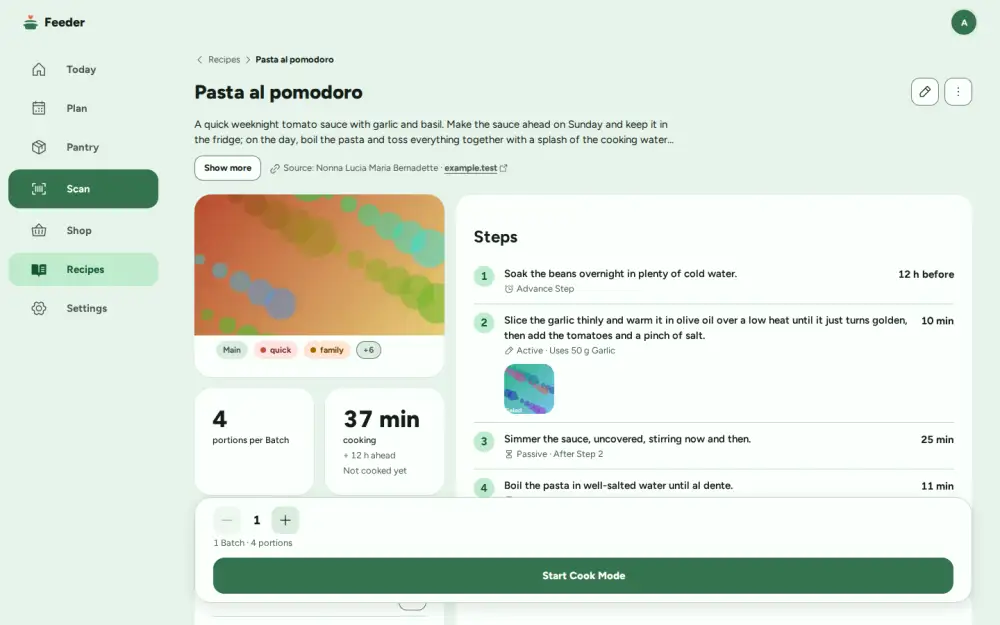 Feeder
A
Today
Plan
Pantry
Scan
Shop
Recipes
Settings
Recipes
Pasta al pomodoro
Pasta al pomodoro
A quick weeknight tomato sauce with garlic and basil. Make the sauce ahead on Sunday and keep it in
the fridge; on the day, boil the pasta and toss everything together with a splash of the cooking water…
Show more
Source: Nonna Lucia Maria Bernadette · example.test
Main
quick
family
+6
4
portions per Batch
37 min
cooking
+ 12 h ahead
Not cooked yet
Steps
1
Soak the beans overnight in plenty of cold water.
12 h before
Advance Step
2
Slice the garlic thinly and warm it in olive oil over a low heat until it just turns golden,
then add the tomatoes and a pinch of salt.
10 min
Active · Uses 50 g Garlic
3
Simmer the sauce, uncovered, stirring now and then.
25 min
Passive · After Step 2
4
Boil the pasta in well-salted water until al dente.
11 min
1
1 Batch · 4 portions
Start Cook Mode